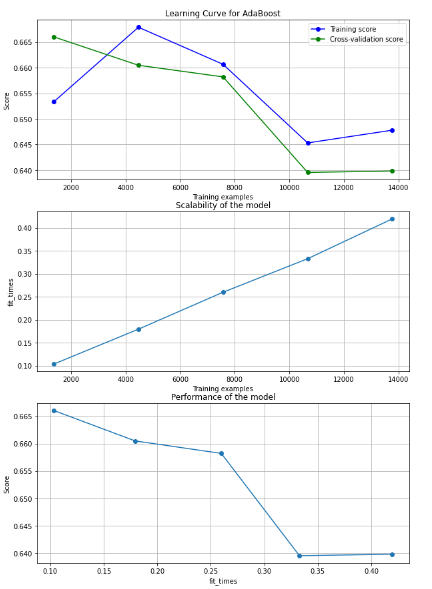 Learning Curve for AdaBoost
Training score
Cross-validation score
0.665
0.660
0.655
0.650
0.645
0.640
Score
2000 4000 6000 8000 10000 12000 14000
Training examples
Scalability of the model
0.40
0.35
0.30
0.25
0.20
0.15
0.10
fit_times
2000 4000 6000 8000 10000 12000 14000
Training examples
Performance of the model
0.665
0.660
0.655
0.650
0.645
0.640
Score
0.10 0.15 0.20 0.25 0.30 0.35 0.40
fit_times